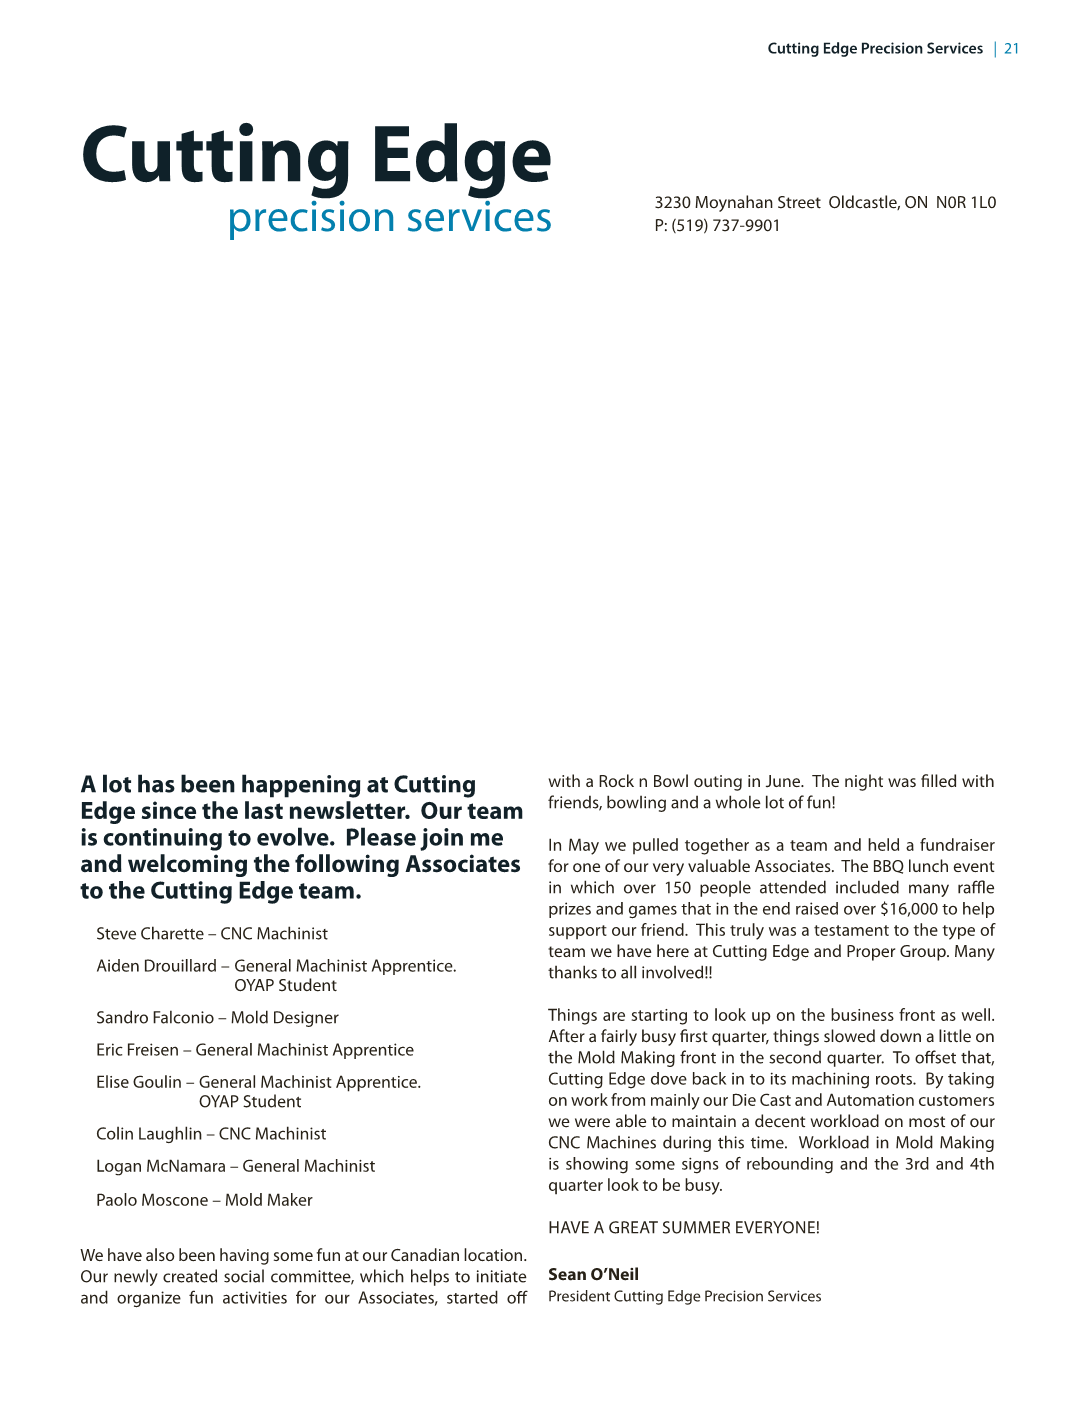 Cutting Edge Precision Services | 21
Cutting Edge
precision services
3230 Moynahan Street  Oldcastle, ON  N0R 1L0
P: (519) 737-9901
A lot has been happening at Cutting
Edge since the last newsletter.  Our team
is continuing to evolve.  Please join me
and welcoming the following Associates
to the Cutting Edge team.
Steve Charette – CNC Machinist
Aiden Drouillard – General Machinist Apprentice.
OYAP Student
Sandro Falconio – Mold Designer
Eric Freisen – General Machinist Apprentice
Elise Goulin – General Machinist Apprentice.
OYAP Student
Colin Laughlin – CNC Machinist
Logan McNamara – General Machinist
Paolo Moscone – Mold Maker
We have also been having some fun at our Canadian location.
Our newly created social committee, which helps to initiate
and organize fun activities for our Associates, started off
with a Rock n Bowl outing in June.  The night was filled with
friends, bowling and a whole lot of fun!
In May we pulled together as a team and held a fundraiser
for one of our very valuable Associates.  The BBQ lunch event
in which over 150 people attended included many raffle
prizes and games that in the end raised over $16,000 to help
support our friend.  This truly was a testament to the type of
team we have here at Cutting Edge and Proper Group. Many
thanks to all involved!!
Things are starting to look up on the business front as well.
After a fairly busy first quarter, things slowed down a little on
the Mold Making front in the second quarter.  To offset that,
Cutting Edge dove back in to its machining roots.  By taking
on work from mainly our Die Cast and Automation customers
we were able to maintain a decent workload on most of our
CNC Machines during this time.  Workload in Mold Making
is showing some signs of rebounding and the 3rd and 4th
quarter look to be busy.
HAVE A GREAT SUMMER EVERYONE!
Sean O’Neil
President Cutting Edge Precision Services